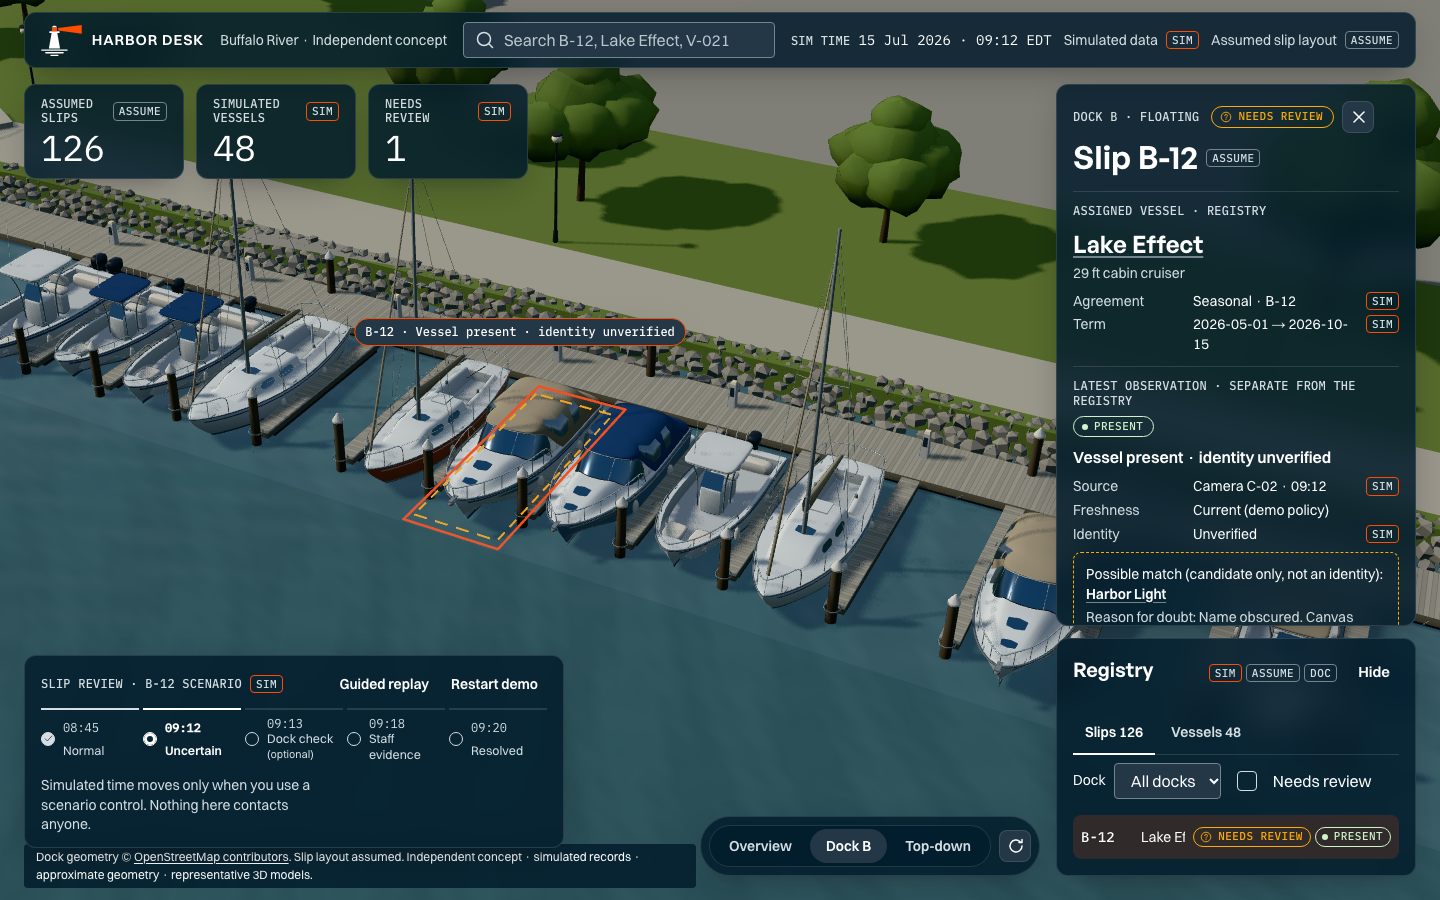 HARBOR DESK Buffalo River · Independent concept Search B-12, Lake Effect, V-021 SIM TIME 15 Jul 2026 · 09:12 EDT Simulated data SIM Assumed slip layout ASSUME
ASSUMED SLIPS ASSUME
126
SIMULATED VESSELS SIM
48
NEEDS REVIEW SIM
1
B-12 · Vessel present · identity unverified
DOCK B · FLOATING NEEDS REVIEW
Slip B-12 ASSUME
ASSIGNED VESSEL · REGISTRY
Lake Effect
29 ft cabin cruiser
Agreement Seasonal · B-12 SIM
Term 2026-05-01 → 2026-10-15 SIM
LATEST OBSERVATION · SEPARATE FROM THE
REGISTRY
PRESENT
Vessel present · identity unverified
Source Camera C-02 · 09:12 SIM
Freshness Current (demo policy)
Identity Unverified SIM
Possible match (candidate only, not an identity):
Harbor Light
Reason for doubt: Name obscured. Canvas
Registry SIM ASSUME DOC Hide
Slips 126 Vessels 48
Dock All docks Needs review
B-12 Lake Ef NEEDS REVIEW PRESENT
SLIP REVIEW · B-12 SCENARIO SIM Guided replay Restart demo
08:45
Normal
09:12
Uncertain
09:13
Dock check
(optional)
09:18
Staff
evidence
09:20
Resolved
Simulated time moves only when you use a
scenario control. Nothing here contacts
anyone.
Dock geometry © OpenStreetMap contributors. Slip layout assumed. Independent concept · simulated records ·
approximate geometry · representative 3D models.
Overview Dock B Top-down